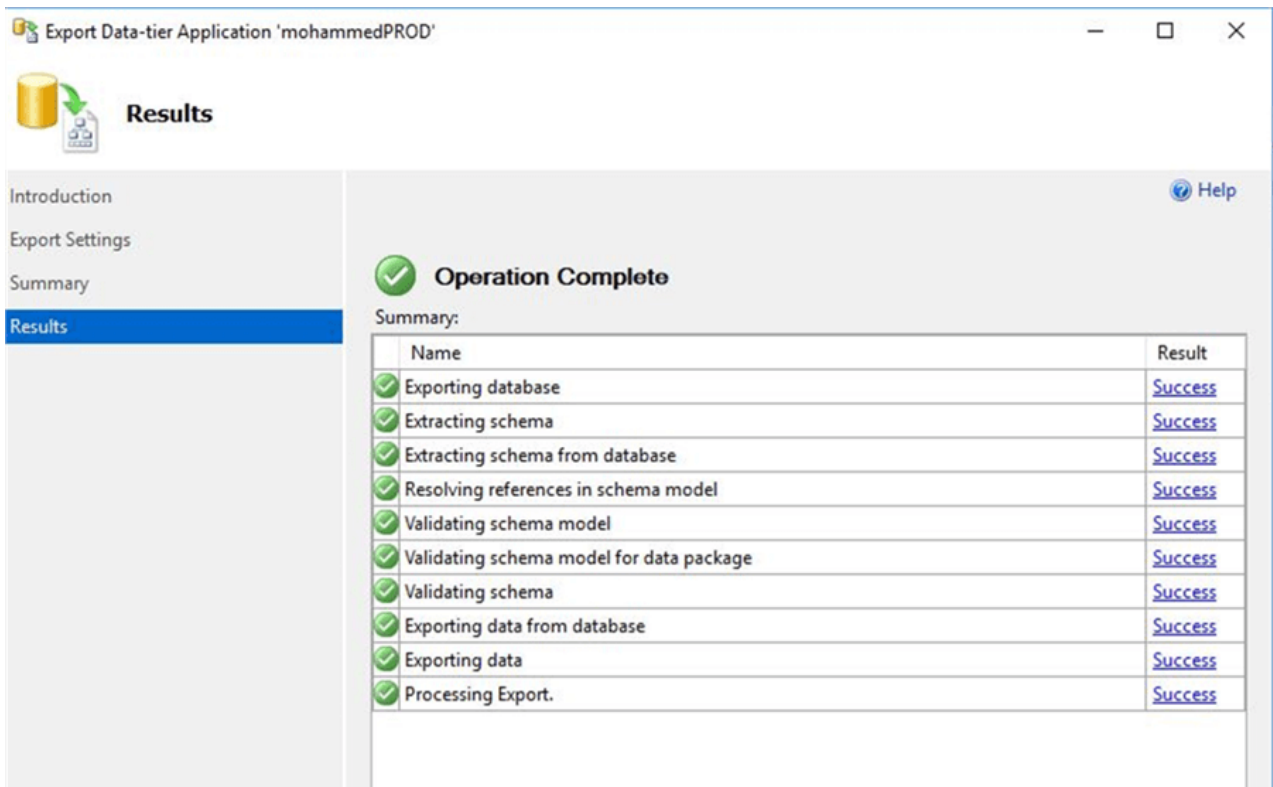 Export Data-tier Application 'mohammedPROD'
Results
Help
Introduction
Export Settings
Summary
Results
Operation Complete
Summary:
Name Result
Exporting database Success
Extracting schema Success
Extracting schema from database Success
Resolving references in schema model Success
Validating schema model Success
Validating schema model for data package Success
Validating schema Success
Exporting data from database Success
Exporting data Success
Processing Export. Success